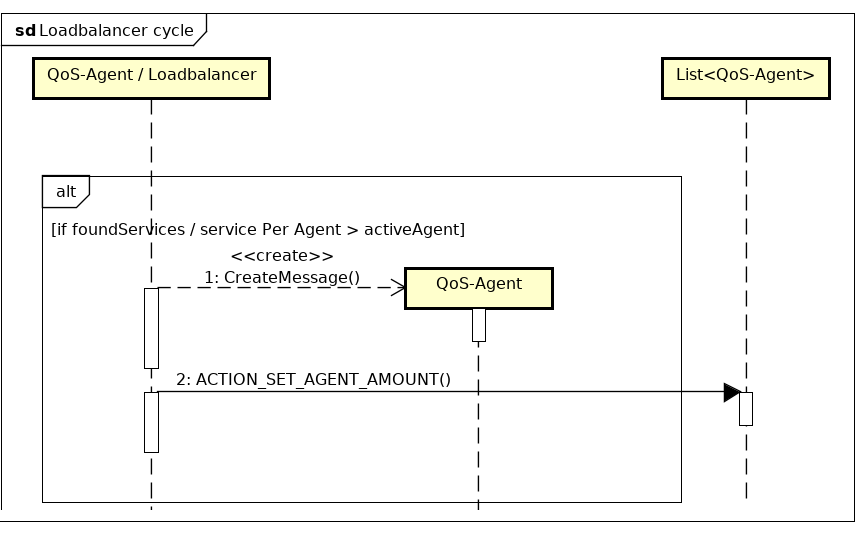 sd Loadbalancer cycle
QoS-Agent / Loadbalancer
List<QoS-Agent>
alt
[if foundServices / service Per Agent > activeAgent]
<<create>>
1: CreateMessage()
QoS-Agent
2: ACTION_SET_AGENT_AMOUNT()